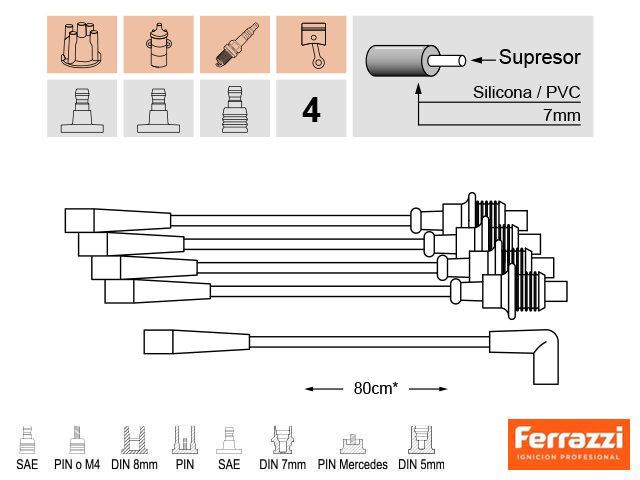 Supresor
4
Silicona / PVC
7mm
80cm*
SAE PIN o M4 DIN 8mm PIN SAE DIN 7mm PIN Mercedes DIN 5mm
Ferrazzi
IGNICION PROFESIONAL